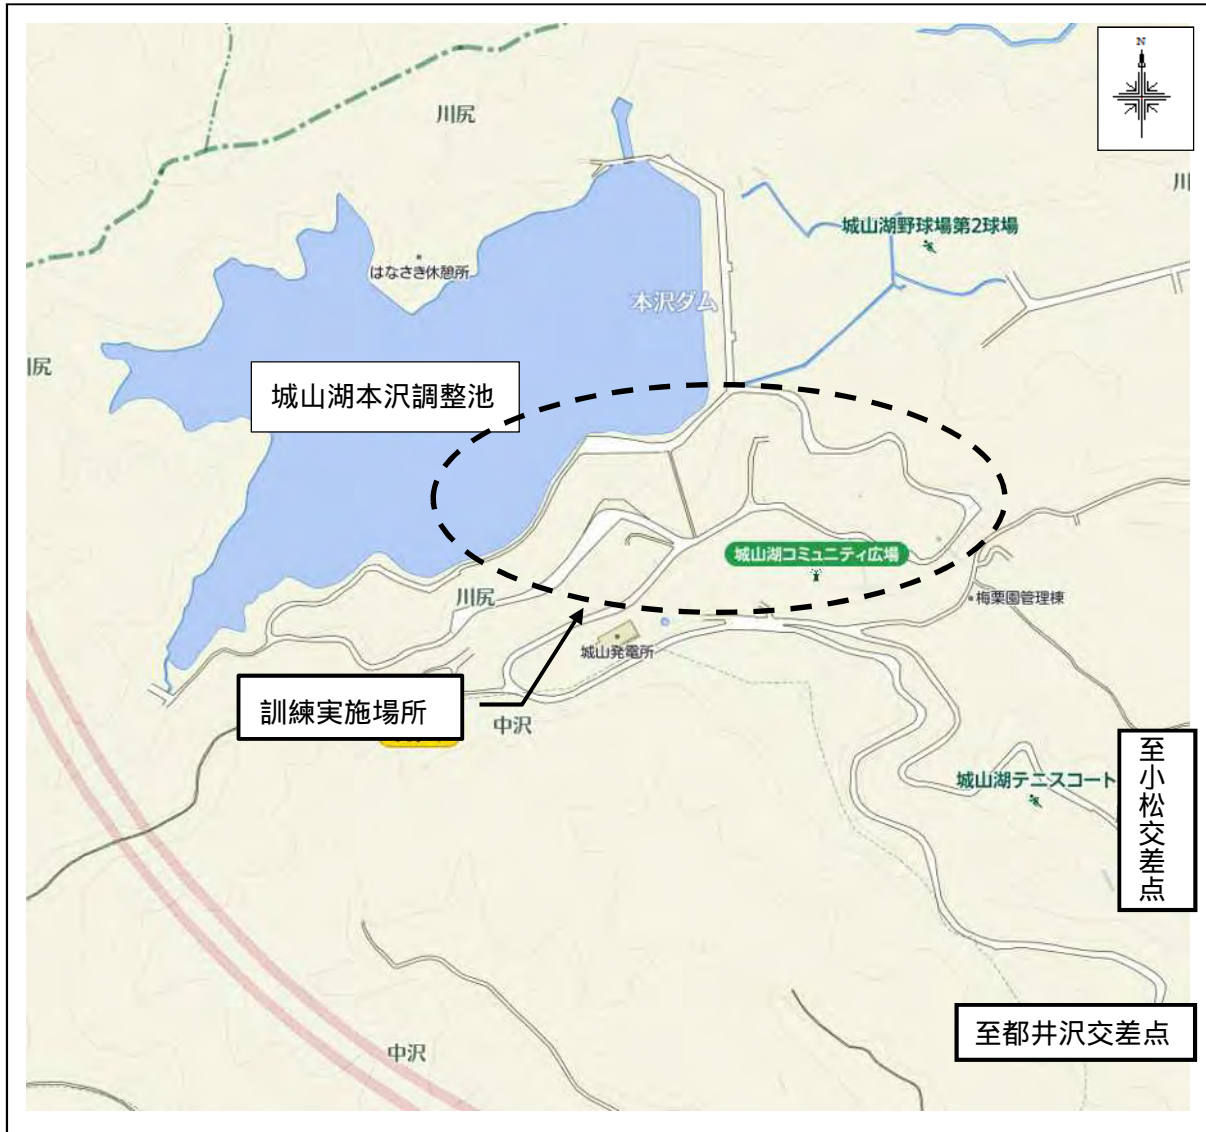 N
川尻
川
城山湖野球場第2球場
はなさき休憩所
本沢ダム
川尻
城山湖本沢調整池
城山湖コミュニティ広場
川尻
梅栗園管理棟
城山発電所
訓練実施場所
中沢
至小松交差点
城山湖テニスコート
至都井沢交差点
中沢